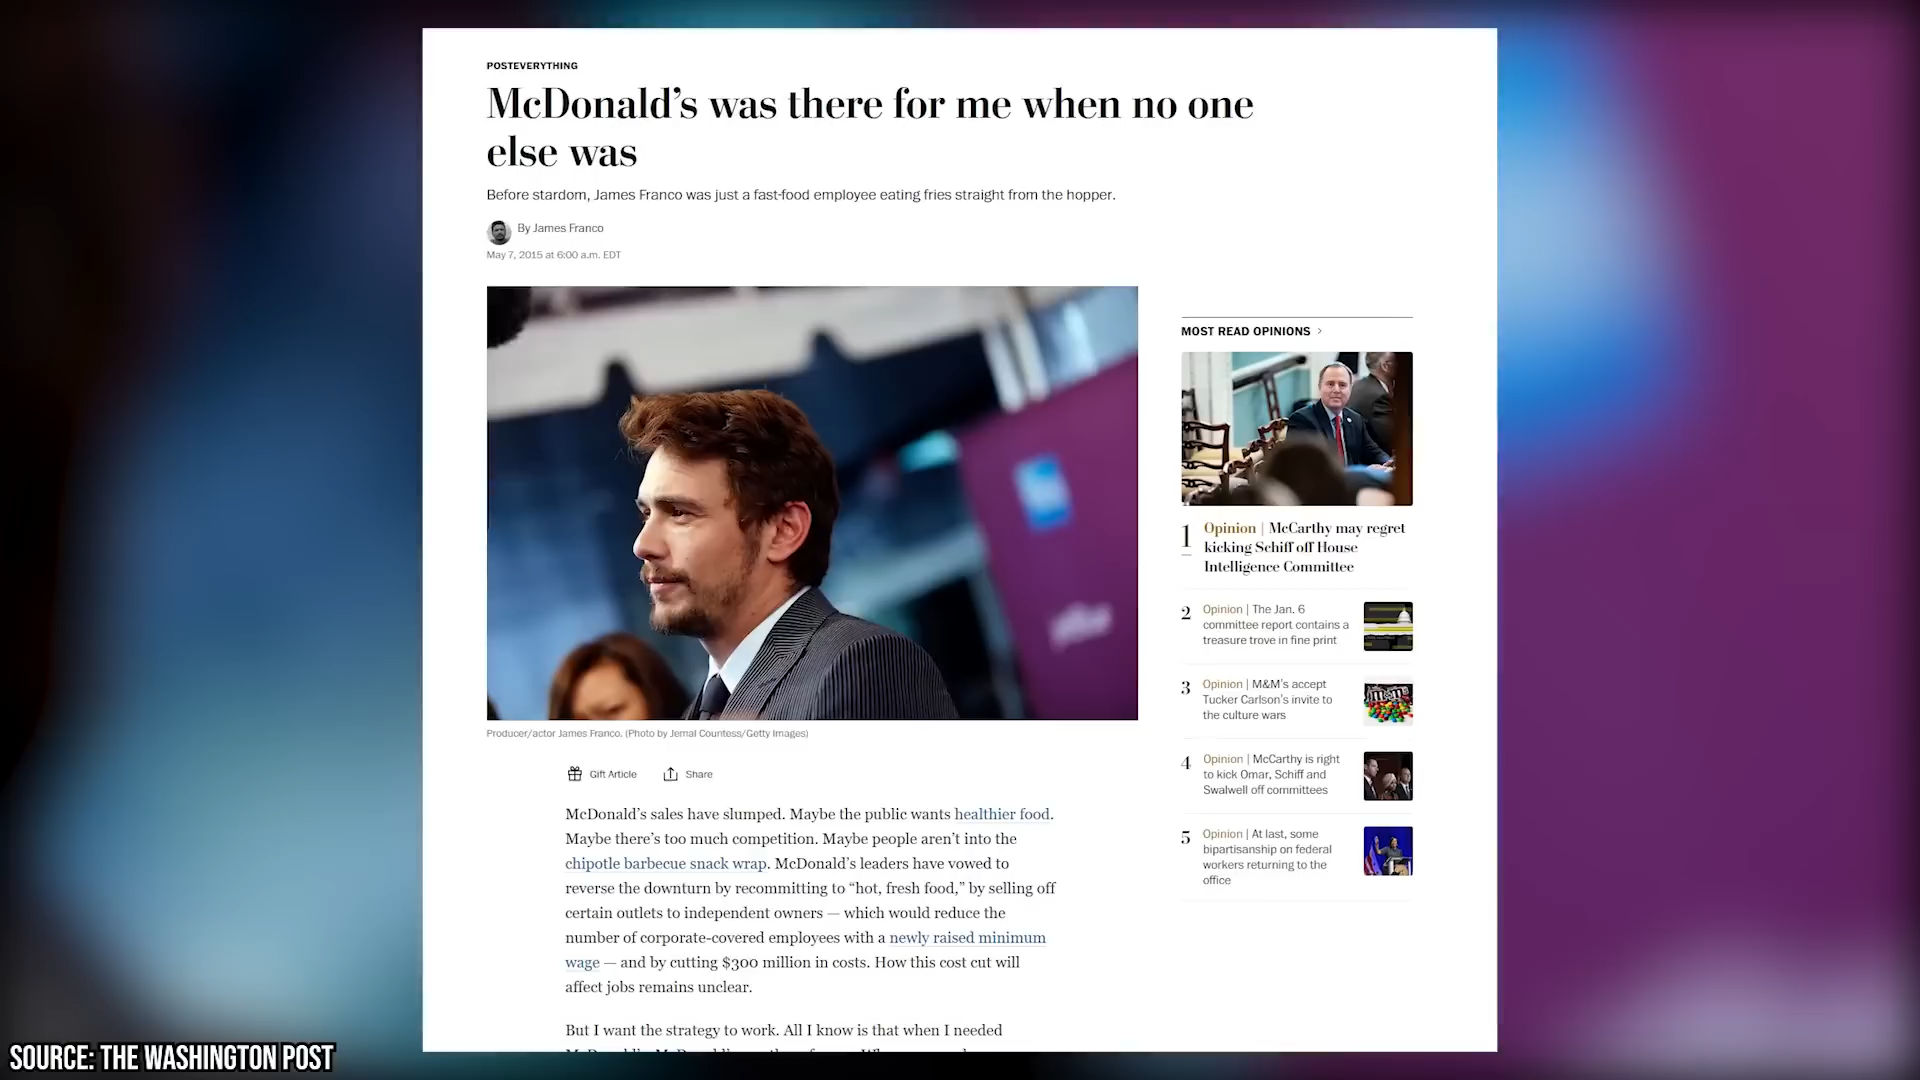 POSTEVERYTHING
McDonald’s was there for me when no one
else was
Before stardom, James Franco was just a fast-food employee eating fries straight from the hopper.
By James Franco
May 7, 2015 at 6:00 a.m. EDT
Producer/actor James Franco. (Photo by Jemal Countess/Getty Images)
Gift Article
Share
McDonald’s sales have slumped. Maybe the public wants healthier food.
Maybe there’s too much competition. Maybe people aren’t into the
chipotle barbecue snack wrap. McDonald’s leaders have vowed to
reverse the downturn by recommitting to “hot, fresh food,” by selling off
certain outlets to independent owners — which would reduce the
number of corporate-covered employees with a newly raised minimum
wage — and by cutting $300 million in costs. How this cost cut will
affect jobs remains unclear.
But I want the strategy to work. All I know is that when I needed
MOST READ OPINIONS >
1 Opinion | McCarthy may regret
kicking Schiff off House
Intelligence Committee
2 Opinion | The Jan. 6
committee report contains a
treasure trove in fine print
3 Opinion | M&M’s accept
Tucker Carlson’s invite to
the culture wars
m&m's
4 Opinion | McCarthy is right
to kick Omar, Schiff and
Swalwell off committees
5 Opinion | At last, some
bipartisanship on federal
workers returning to the
office
SOURCE: THE WASHINGTON POST